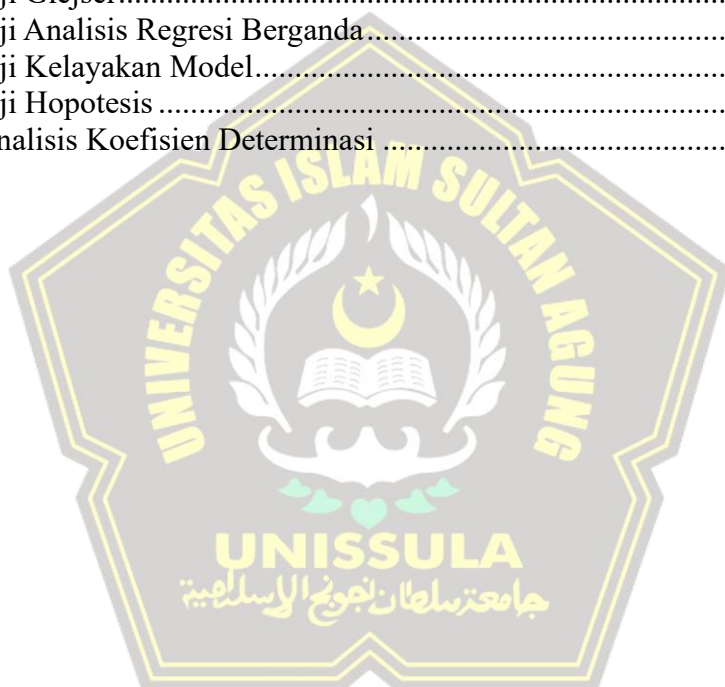 ji Glejser
ji Analisis Regresi Berganda
ji Kelayakan Model
ji Hopotesis
nalisis Koefisien Determinasi
UNIVERSITAS ISLAM SULTAN AGUNG
UNISSULA
جامعة سلطان أجونج الإسلامية